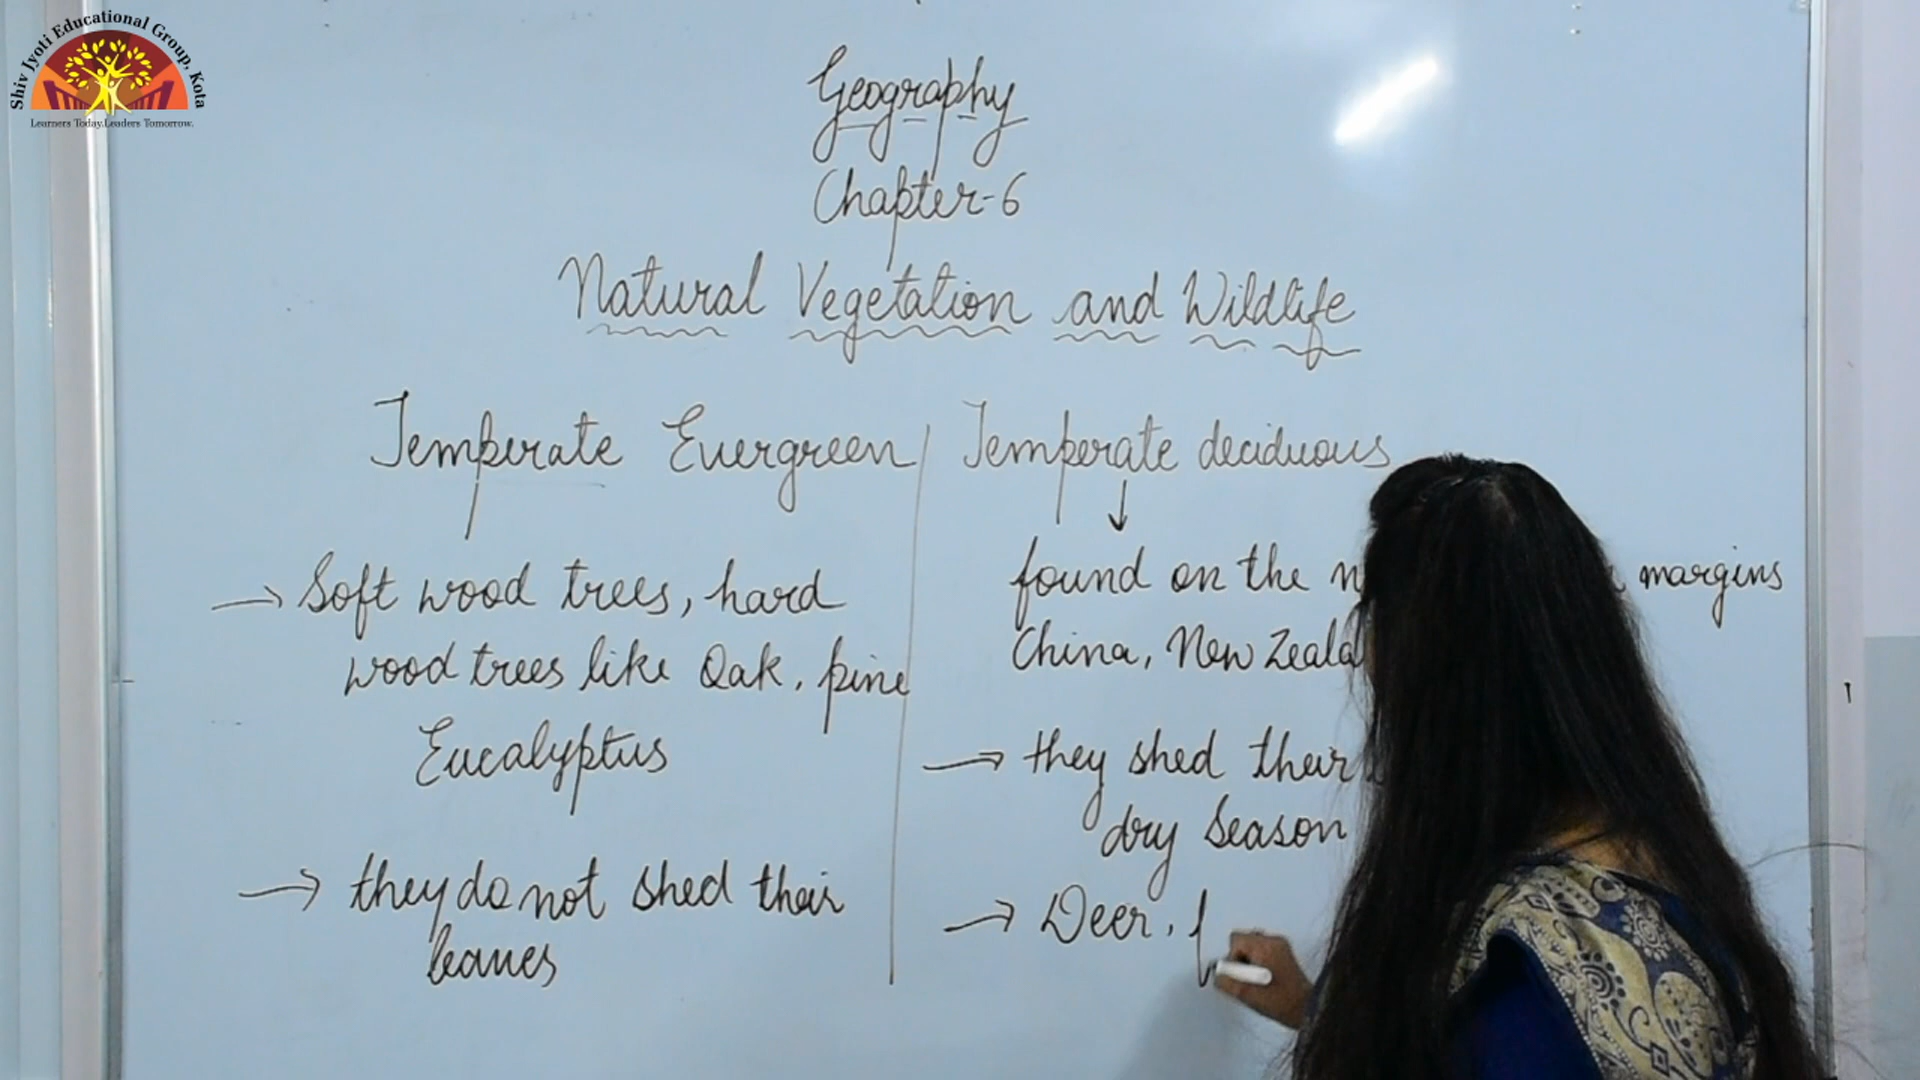 Shiv Jyoti Educational Group, Kota
Learners Today.Leaders Tomorrow.
Geography
Chapter-6
Natural Vegetation and Wildlife
Temperate Evergreen
→ Soft wood trees, hard
wood trees like Oak, pine
Eucalyptus
→ they do not shed their
leaves
Temperate deciduous
↓
found on the margins
China, New Zeala
→ they shed their
dry season
→ Deer,